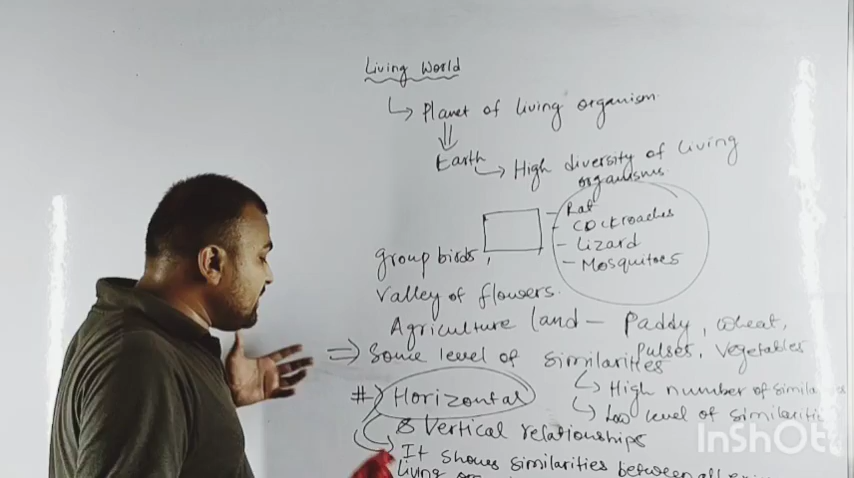 Living World
↳ Planet of living organism.
⇓
Earth ↳ High diversity of living
organisms.
- Rat
- Cockroaches
- Lizard
- Mosquitoes
group birds,
Valley of flowers.
Agriculture land - Paddy, wheat,
pulses, vegetables
⇒ Some level of similarities
↳ High number of
# Horizontal
↳ Low level of
& Vertical relationships
It shows similarities between
living
InShot